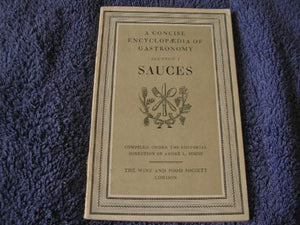 A CONCISE
ENCYCLOPÆDIA OF
GASTRONOMY
SECTION I
SAUCES
COMPILED UNDER THE EDITORIAL
DIRECTION OF ANDRÉ L. SIMON
THE WINE AND FOOD SOCIETY
LONDON